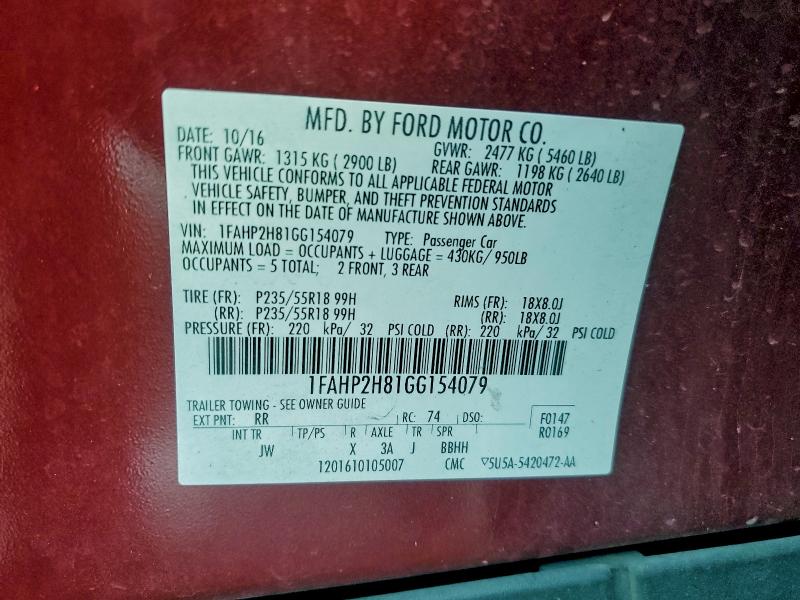 MFD. BY FORD MOTOR CO.
DATE: 10/16 GVWR: 2477 KG ( 5460 LB)
FRONT GAWR: 1315 KG ( 2900 LB) REAR GAWR: 1198 KG ( 2640 LB)
THIS VEHICLE CONFORMS TO ALL APPLICABLE FEDERAL MOTOR
VEHICLE SAFETY, BUMPER, AND THEFT PREVENTION STANDARDS
IN EFFECT ON THE DATE OF MANUFACTURE SHOWN ABOVE.
VIN: 1FAHP2H81GG154079 TYPE: Passenger Car
MAXIMUM LOAD = OCCUPANTS + LUGGAGE = 430KG/ 950LB
OCCUPANTS = 5 TOTAL; 2 FRONT, 3 REAR
TIRE (FR): P235/55R18 99H RIMS (FR): 18X8.0J
(RR): P235/55R18 99H (RR): 18X8.0J
PRESSURE (FR): 220 kPa/ 32 PSI COLD (RR): 220 kPa/ 32 PSI COLD
1FAHP2H81GG154079
TRAILER TOWING - SEE OWNER GUIDE
EXT PNT: RR RC: 74 DSO: F0147
INT TR TP/PS R AXLE TR SPR R0169
JW X 3A J BBHH
1201610105007 CMC ▽5U5A-5420472-AA